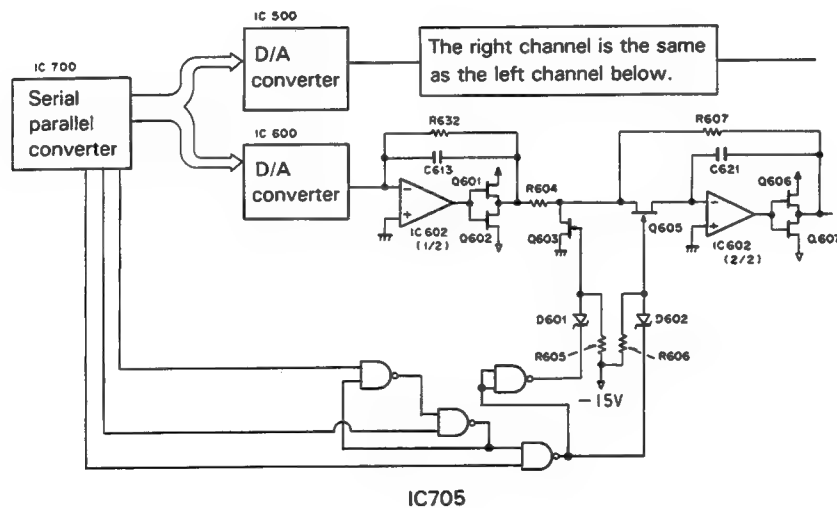 IC 500
D/A
converter
The right channel is the same
as the left channel below.
IC 700
Serial
parallel
converter
IC 600
D/A
converter
R632
C613
Q601
Q602
IC602
(1/2)
R604
Q603
R607
C621
Q605
Q606
Q607
IC602
(2/2)
D601
D602
R605
R606
-15V
IC705